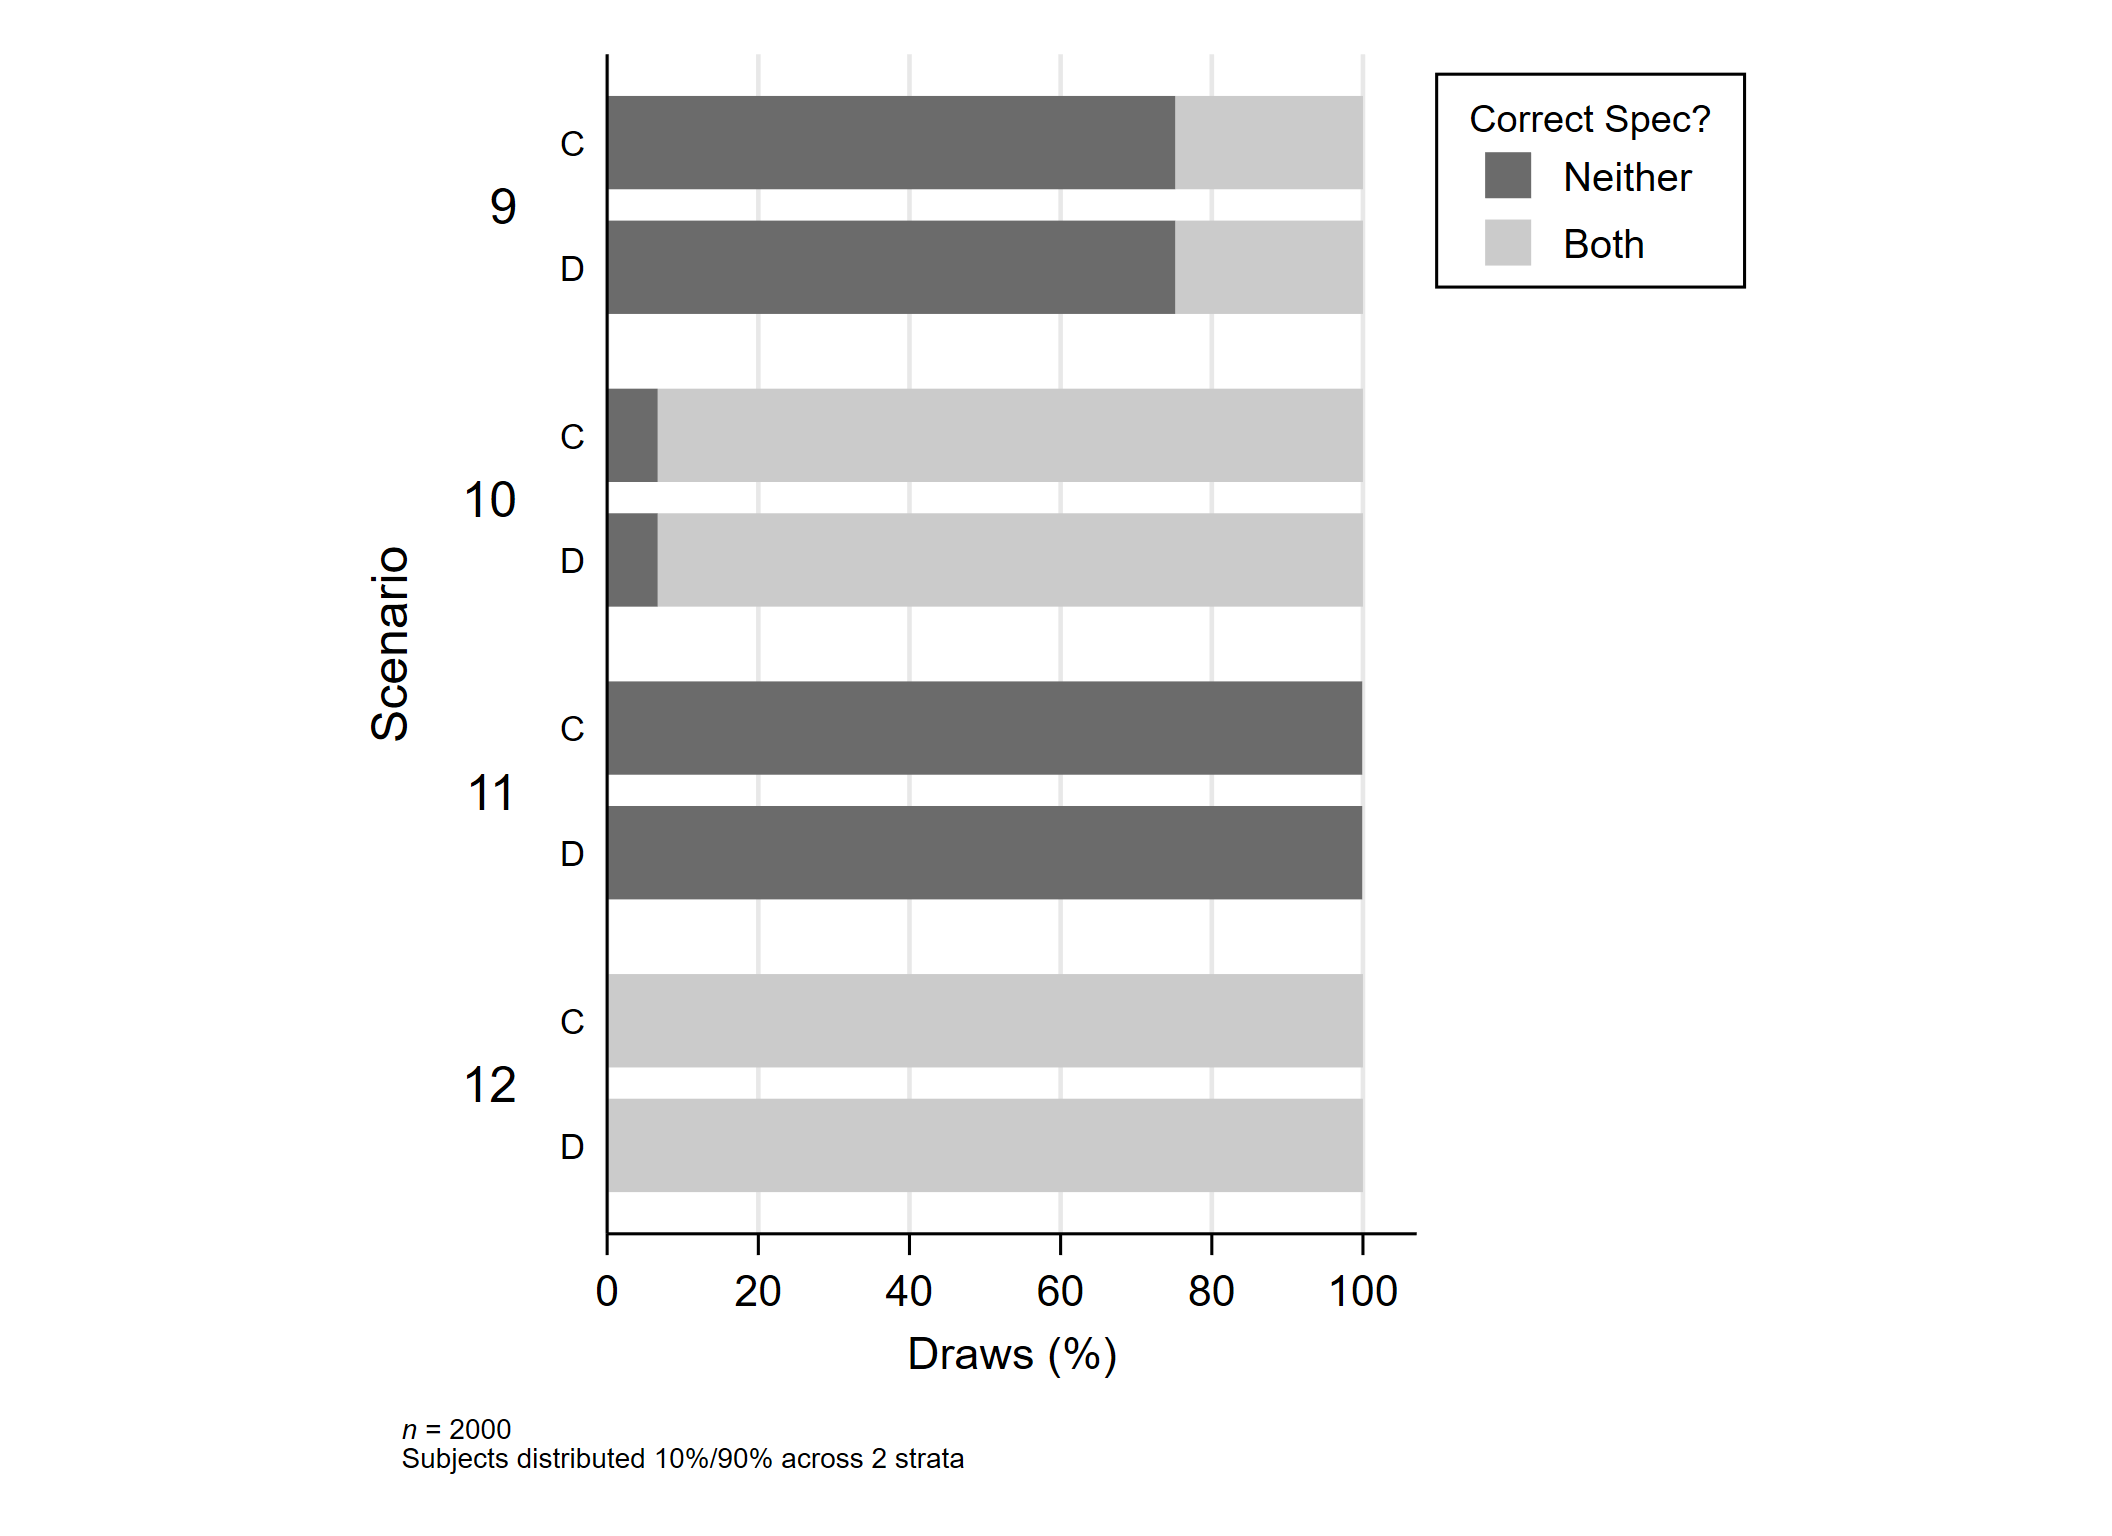 Correct Spec?
Neither
Both
Scenario
9
C
D
10
C
D
11
C
D
12
C
D
0 20 40 60 80 100
Draws (%)
n = 2000
Subjects distributed 10%/90% across 2 strata